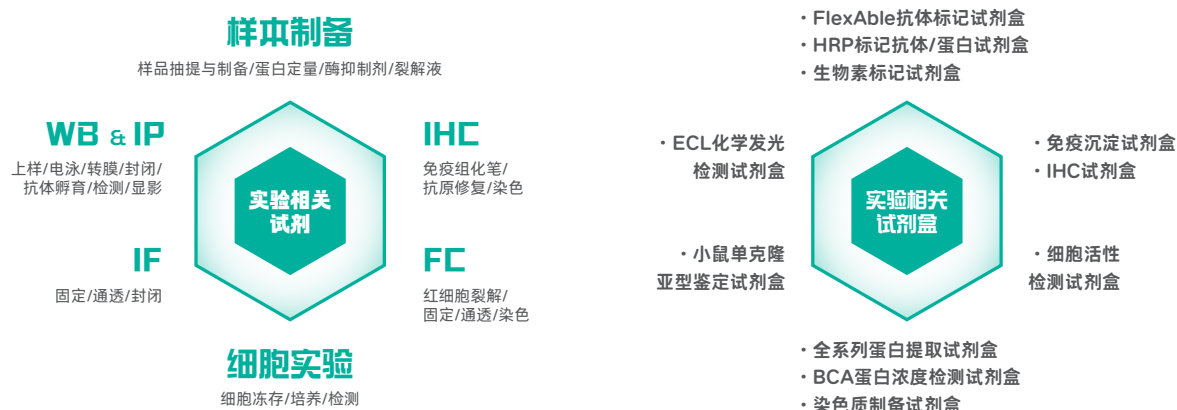 样本制备
样品抽提与制备/蛋白定量/酶抑制剂/裂解液
WB & IP
上样/电泳/转膜/封闭/
抗体孵育/检测/显影
IHC
免疫组化笔/
抗原修复/染色
实验相关
试剂
IF
固定/通透/封闭
FC
红细胞裂解/
固定/通透/染色
细胞实验
细胞冻存/培养/检测
·FlexAble抗体标记试剂盒
·HRP标记抗体/蛋白试剂盒
·生物素标记试剂盒
·ECL化学发光
检测试剂盒
·免疫沉淀试剂盒
·IHC试剂盒
实验相关
试剂盒
·小鼠单克隆
亚型鉴定试剂盒
·细胞活性
检测试剂盒
·全系列蛋白提取试剂盒
·BCA蛋白浓度检测试剂盒
·染色质制备试剂盒